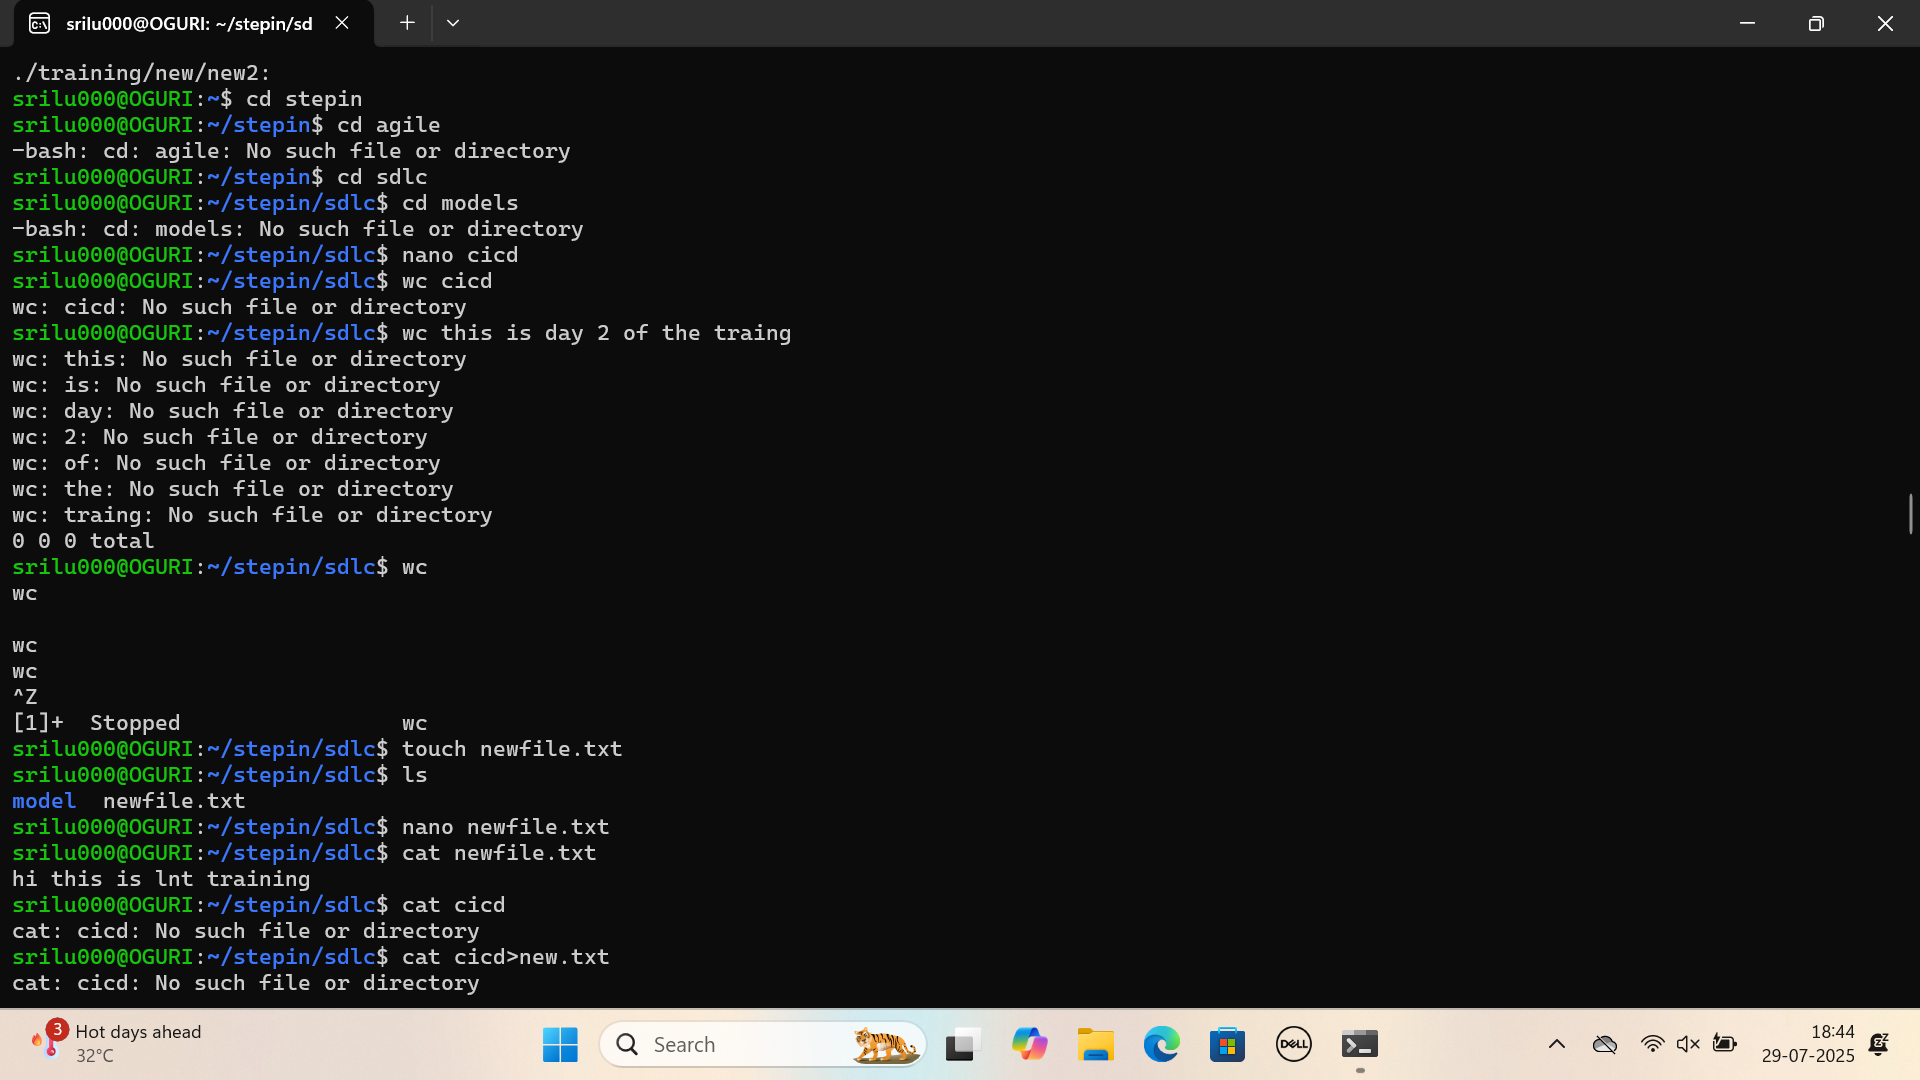 srilu000@OGURI: ~/stepin/sd
./training/new/new2:
srilu000@OGURI:~$ cd stepin
srilu000@OGURI:~/stepin$ cd agile
-bash: cd: agile: No such file or directory
srilu000@OGURI:~/stepin$ cd sdlc
srilu000@OGURI:~/stepin/sdlc$ cd models
-bash: cd: models: No such file or directory
srilu000@OGURI:~/stepin/sdlc$ nano cicd
srilu000@OGURI:~/stepin/sdlc$ wc cicd
wc: cicd: No such file or directory
srilu000@OGURI:~/stepin/sdlc$ wc this is day 2 of the traing
wc: this: No such file or directory
wc: is: No such file or directory
wc: day: No such file or directory
wc: 2: No such file or directory
wc: of: No such file or directory
wc: the: No such file or directory
wc: traing: No such file or directory
0 0 0 total
srilu000@OGURI:~/stepin/sdlc$ wc
wc
wc
wc
^Z
[1]+  Stopped                 wc
srilu000@OGURI:~/stepin/sdlc$ touch newfile.txt
srilu000@OGURI:~/stepin/sdlc$ ls
model  newfile.txt
srilu000@OGURI:~/stepin/sdlc$ nano newfile.txt
srilu000@OGURI:~/stepin/sdlc$ cat newfile.txt
hi this is lnt training
srilu000@OGURI:~/stepin/sdlc$ cat cicd
cat: cicd: No such file or directory
srilu000@OGURI:~/stepin/sdlc$ cat cicd>new.txt
cat: cicd: No such file or directory
3
Hot days ahead
32°C
Search
DELL
18:44
29-07-2025